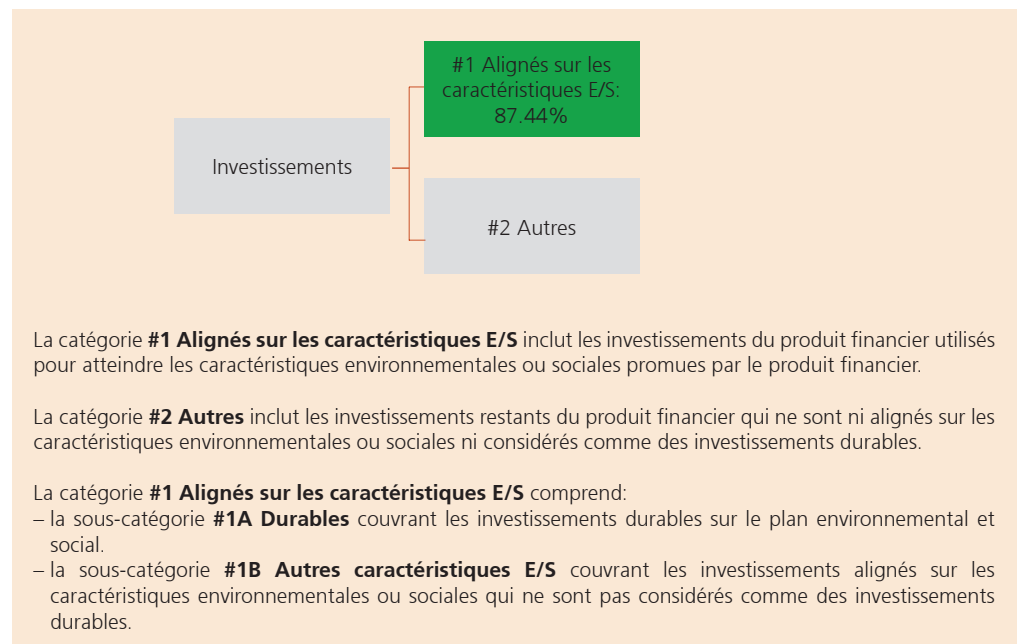 #1 Alignés sur les
caractéristiques E/S:
87.44%
Investissements
#2 Autres
La catégorie #1 Alignés sur les caractéristiques E/S inclut les investissements du produit financier utilisés
pour atteindre les caractéristiques environnementales ou sociales promues par le produit financier.
La catégorie #2 Autres inclut les investissements restants du produit financier qui ne sont ni alignés sur les
caractéristiques environnementales ou sociales ni considérés comme des investissements durables.
La catégorie #1 Alignés sur les caractéristiques E/S comprend:
– la sous-catégorie #1A Durables couvrant les investissements durables sur le plan environnemental et
social.
– la sous-catégorie #1B Autres caractéristiques E/S couvrant les investissements alignés sur les
caractéristiques environnementales ou sociales qui ne sont pas considérés comme des investissements
durables.